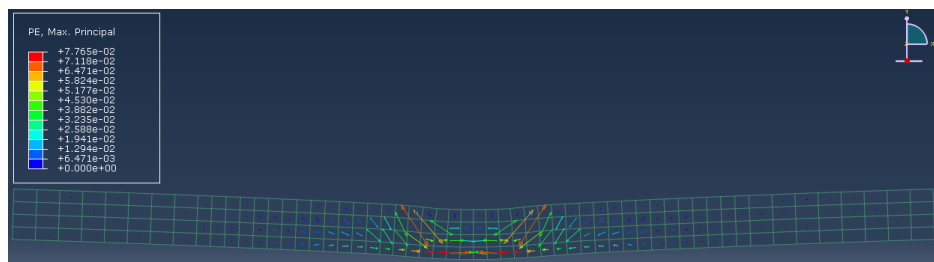 PE, Max. Principal
+7.765e-02
+7.118e-02
+6.471e-02
+5.824e-02
+5.177e-02
+4.530e-02
+3.882e-02
+3.235e-02
+2.588e-02
+1.941e-02
+1.294e-02
+6.471e-03
+0.000e+00